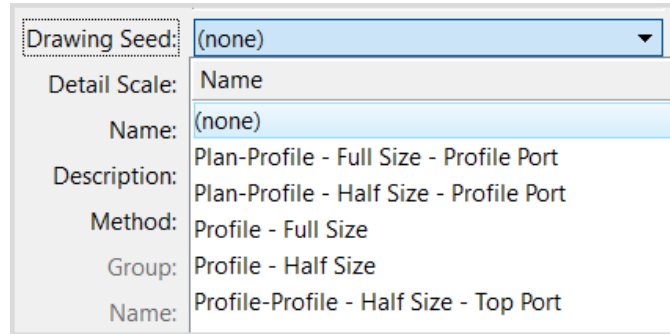 Drawing Seed: (none)
Detail Scale: Name
Name: (none)
Plan-Profile - Full Size - Profile Port
Description: Plan-Profile - Half Size - Profile Port
Method: Profile - Full Size
Group: Profile - Half Size
Name: Profile-Profile - Half Size - Top Port